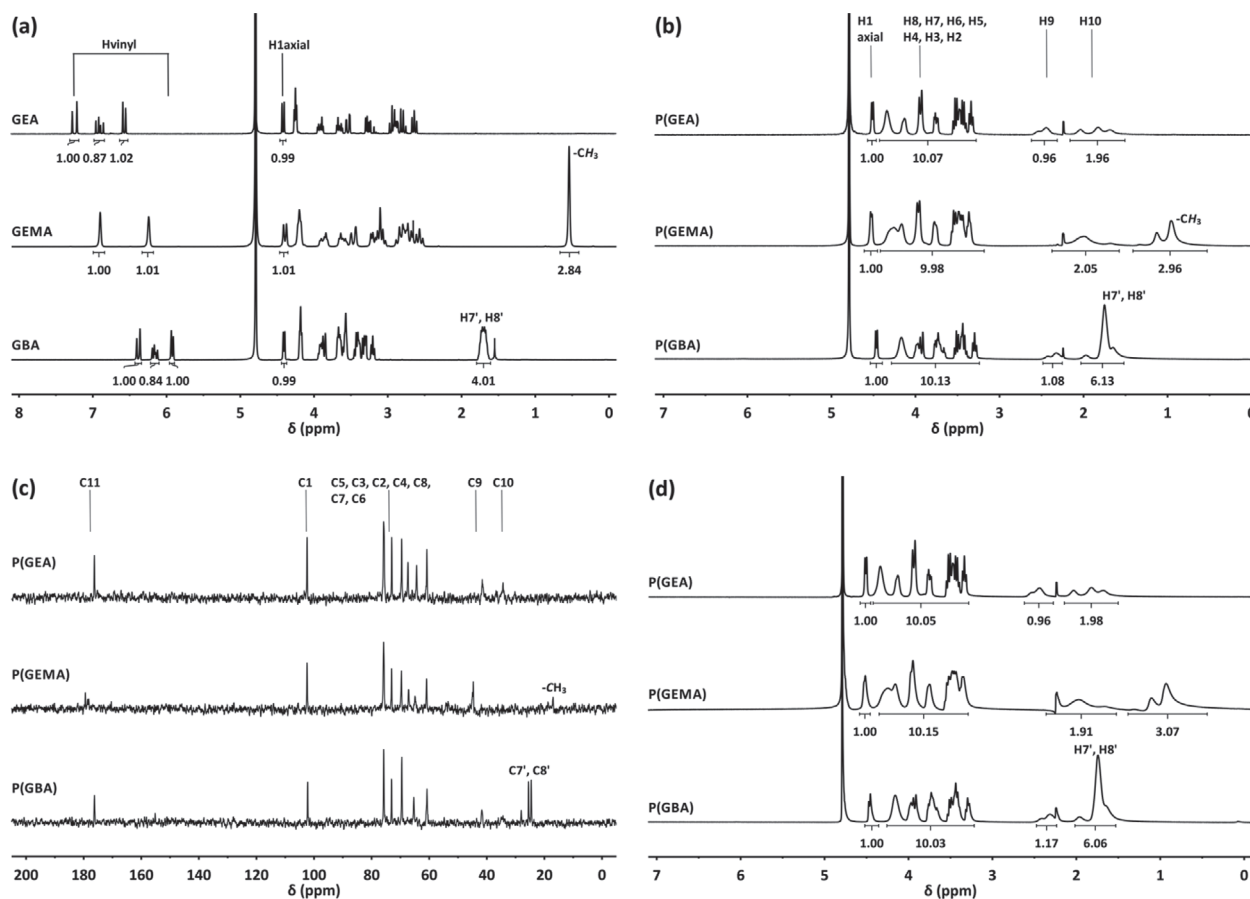 (a)
Hvinyl
H1axial
GEA
1.00 0.87 1.02
0.99
-CH3
GEMA
1.00
1.01
1.01
2.84
H7', H8'
GBA
1.00 0.84 1.00
0.99
4.01
8 7 6 5 4 3 2 1 0
δ (ppm)
(b)
H1
axial
H8, H7, H6, H5,
H4, H3, H2
H9
H10
P(GEA)
1.00
10.07
0.96
1.96
P(GEMA)
-CH3
1.00
9.98
2.05
2.96
H7', H8'
P(GBA)
1.00
10.13
1.08
6.13
7 6 5 4 3 2 1 0
δ (ppm)
(c)
C11
C1
C5, C3, C2, C4, C8,
C7, C6
C9
C10
P(GEA)
P(GEMA)
-CH3
C7', C8'
P(GBA)
200 180 160 140 120 100 80 60 40 20 0
δ (ppm)
(d)
P(GEA)
1.00
10.05
0.96
1.98
P(GEMA)
1.00
10.15
1.91
3.07
H7', H8'
P(GBA)
1.00
10.03
1.17
6.06
7 6 5 4 3 2 1 0
δ (ppm)